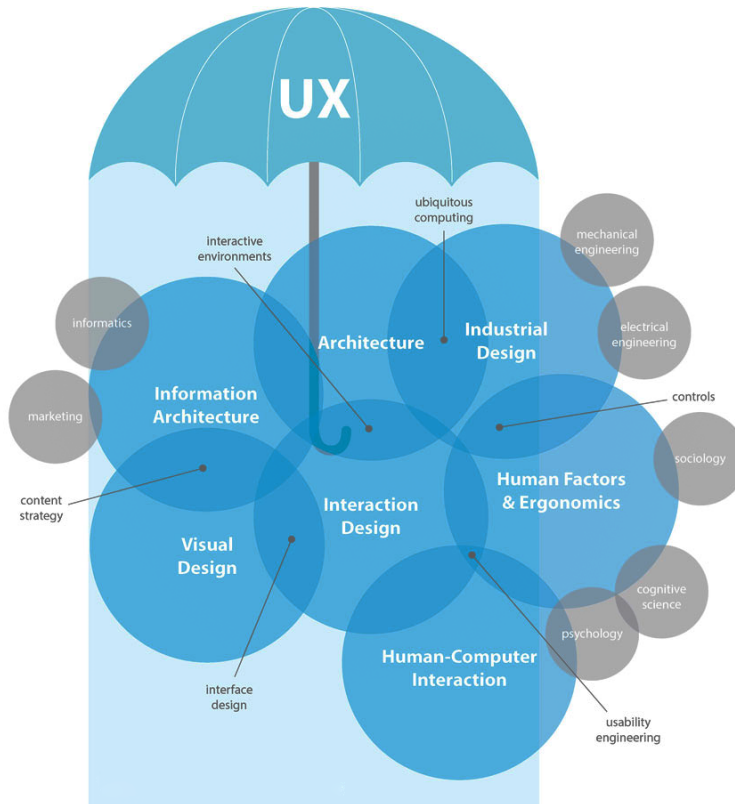 UX
ubiquitous
computing
mechanical
engineering
interactive
environments
informatics
Architecture
Industrial
Design
electrical
engineering
Information
Architecture
marketing
controls
sociology
Human Factors
& Ergonomics
Interaction
Design
content
strategy
Visual
Design
cognitive
science
psychology
Human-Computer
Interaction
interface
design
usability
engineering